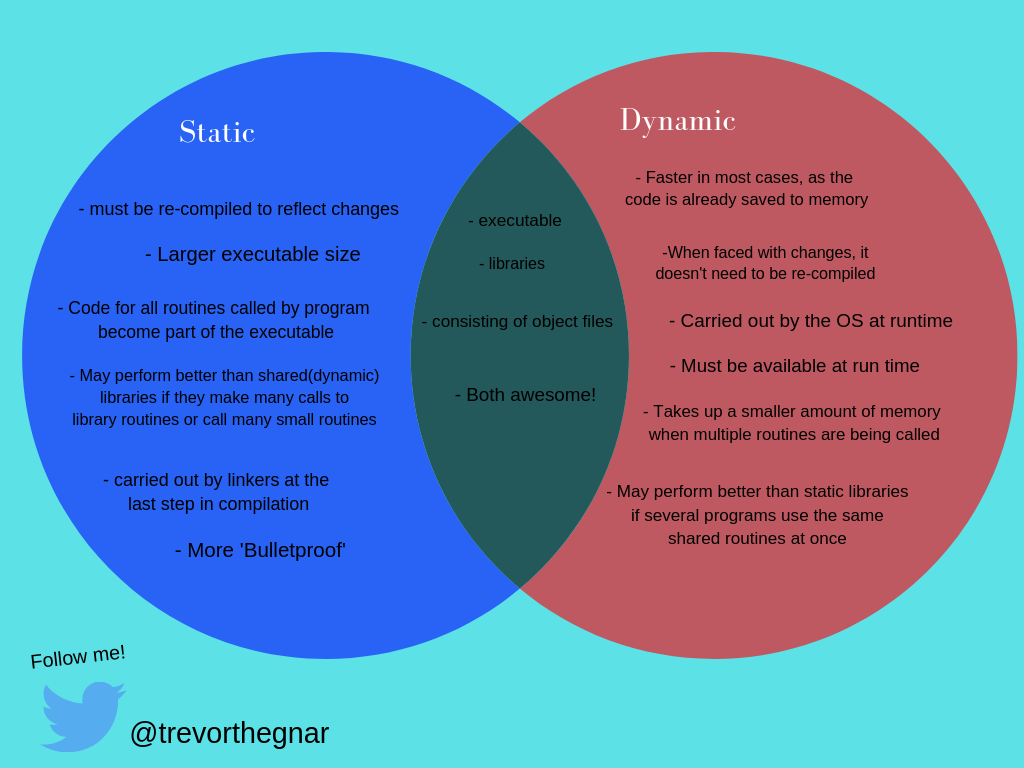 Static
- must be re-compiled to reflect changes
- Larger executable size
- Code for all routines called by program
become part of the executable
- May perform better than shared(dynamic)
libraries if they make many calls to
library routines or call many small routines
- carried out by linkers at the
last step in compilation
- More 'Bulletproof'
- executable
- libraries
- consisting of object files
- Both awesome!
Dynamic
- Faster in most cases, as the
code is already saved to memory
-When faced with changes, it
doesn't need to be re-compiled
- Carried out by the OS at runtime
- Must be available at run time
- Takes up a smaller amount of memory
when multiple routines are being called
- May perform better than static libraries
if several programs use the same
shared routines at once
Follow me!
@trevorthegnar